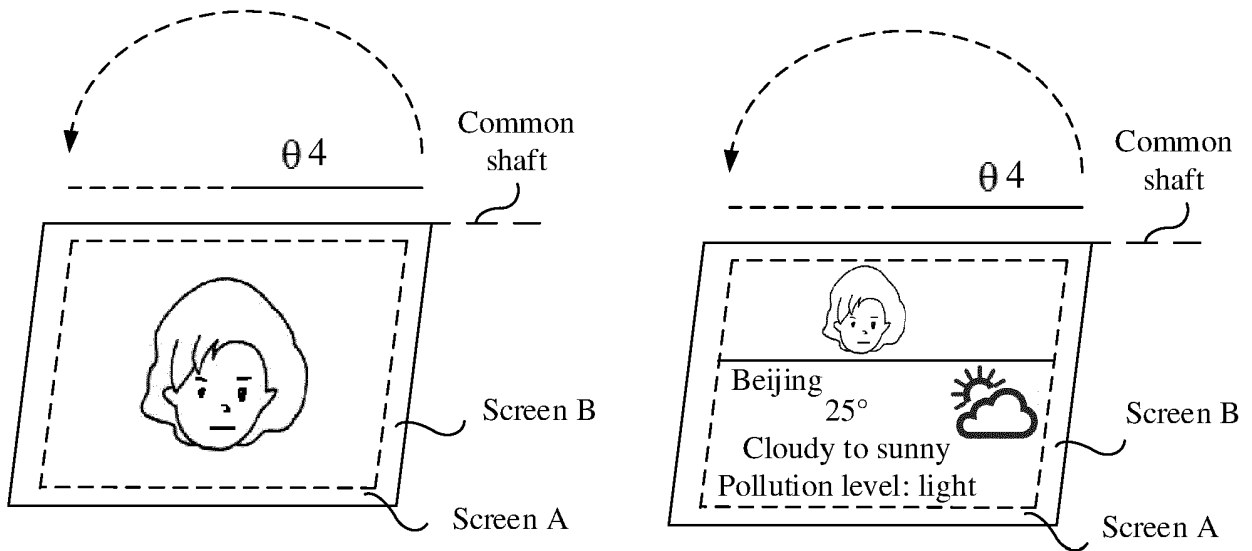 θ4
Common
shaft
Screen B
Screen A
θ4
Common
shaft
Beijing
25°
Cloudy to sunny
Pollution level: light
Screen B
Screen A